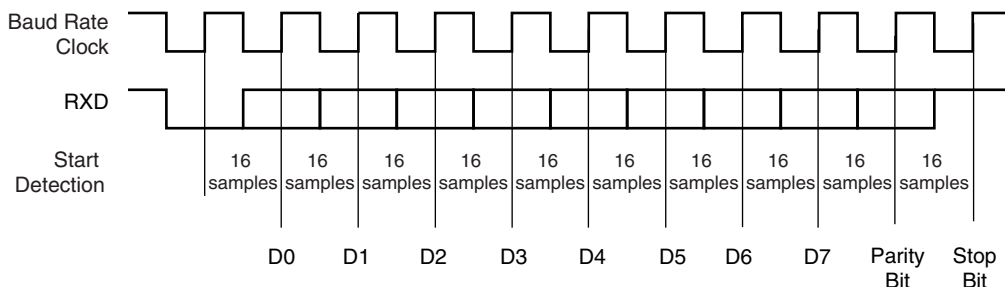 Baud Rate
Clock
RXD
Start
Detection
16 16 16 16 16 16 16 16 16 16
samples samples samples samples samples samples samples samples samples samples
D0 D1 D2 D3 D4 D5 D6 D7 Parity Bit Stop Bit